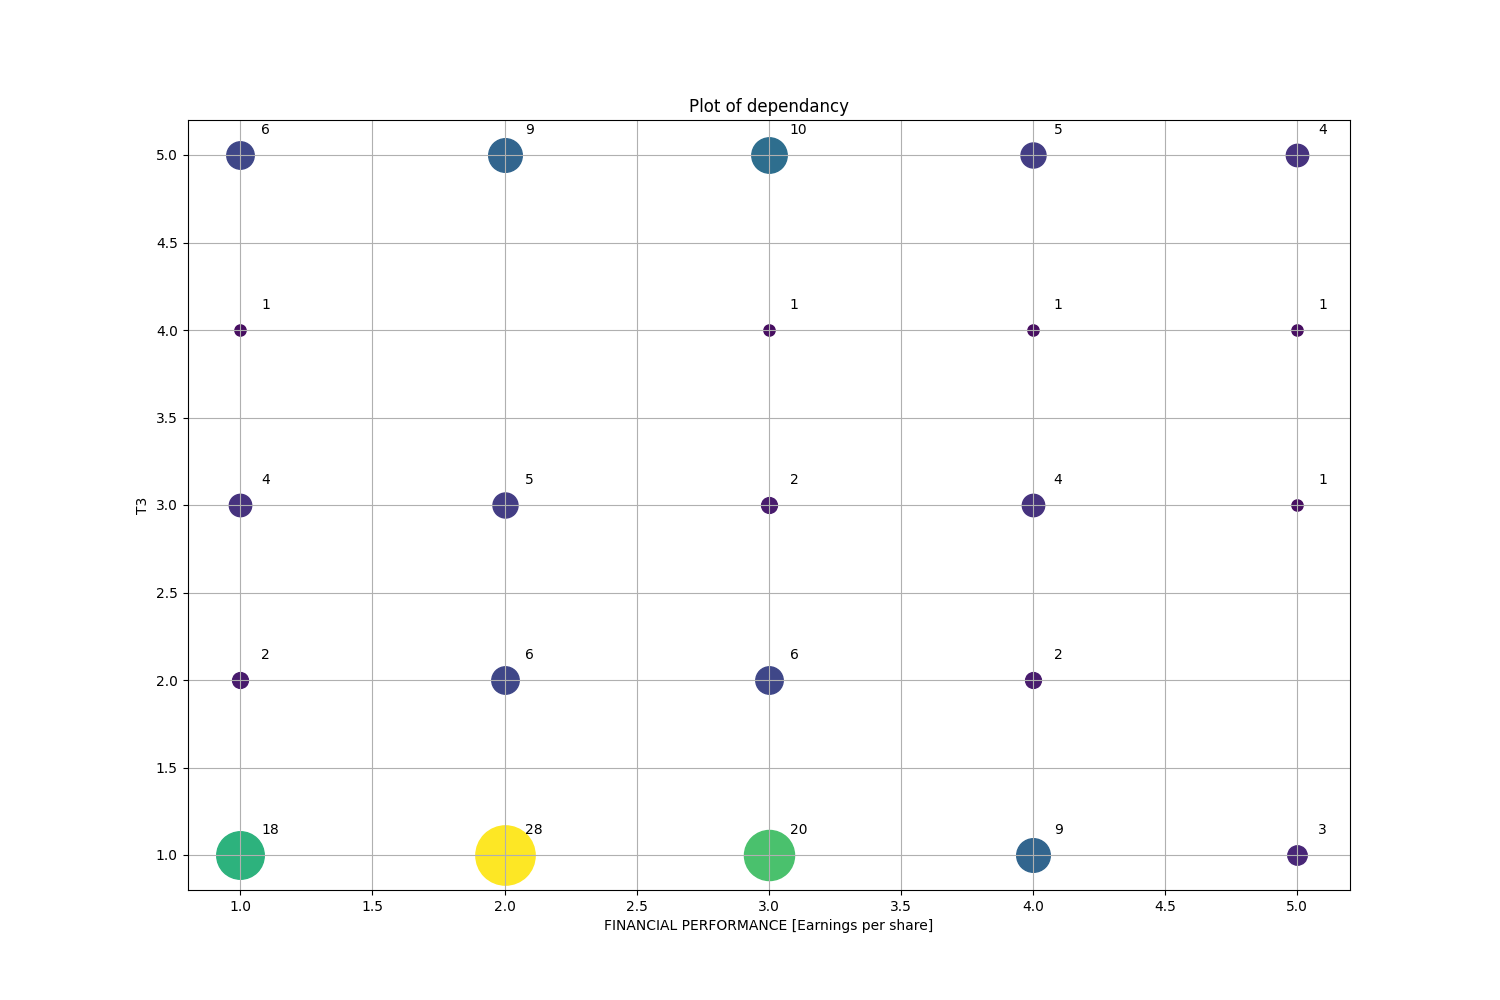 Plot of dependancy
6 9 10 5 4
5.0
4.5
1 1 1 1
4.0
3.5
4 5 2 4 1
3.0
T3
2.5
2 6 6 2
2.0
1.5
18 28 20 9 3
1.0
1.0 1.5 2.0 2.5 3.0 3.5 4.0 4.5 5.0
FINANCIAL PERFORMANCE [Earnings per share]